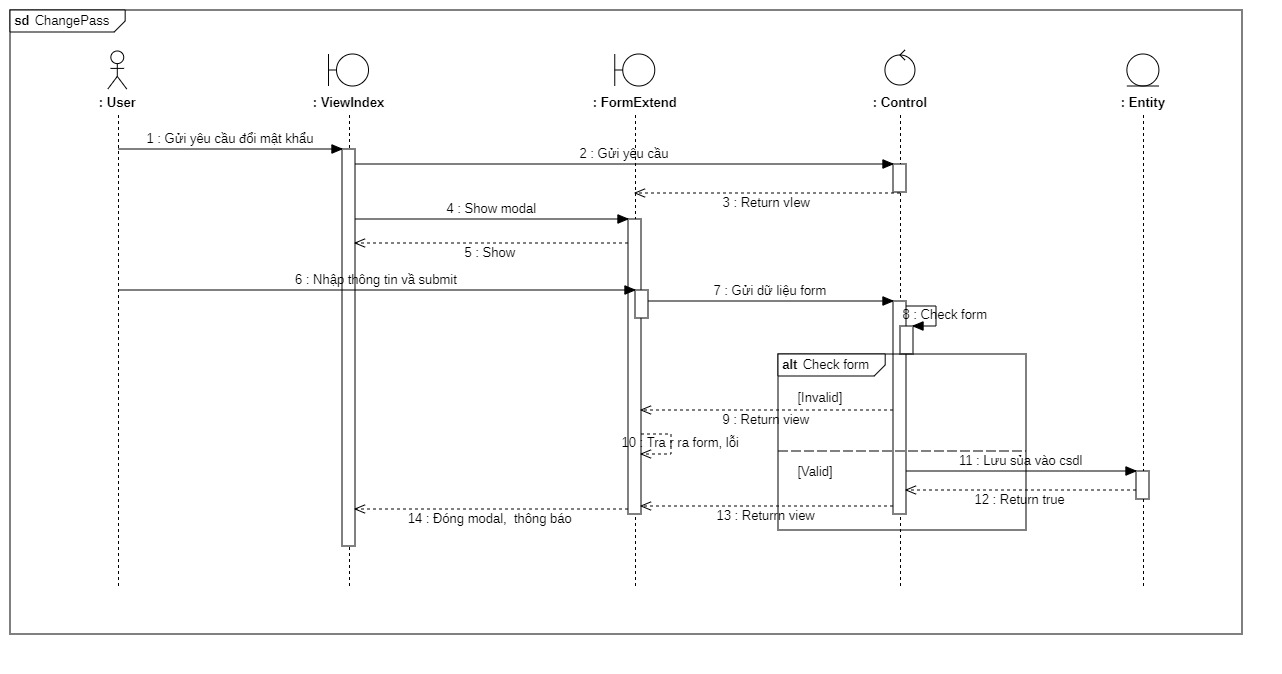 sd ChangePass
: User
: ViewIndex
: FormExtend
: Control
: Entity
1 : Gửi yêu cầu đổi mật khẩu
2 : Gửi yêu cầu
3 : Return vIew
4 : Show modal
5 : Show
6 : Nhập thông tin vầ submit
7 : Gửi dữ liệu form
8 : Check form
alt Check form
[Invalid]
9 : Return view
10 : Tra r ra form, lỗi
11 : Lưu sủa vào csdl
[Valid]
12 : Return true
13 : Return view
14 : Đóng modal, thông báo